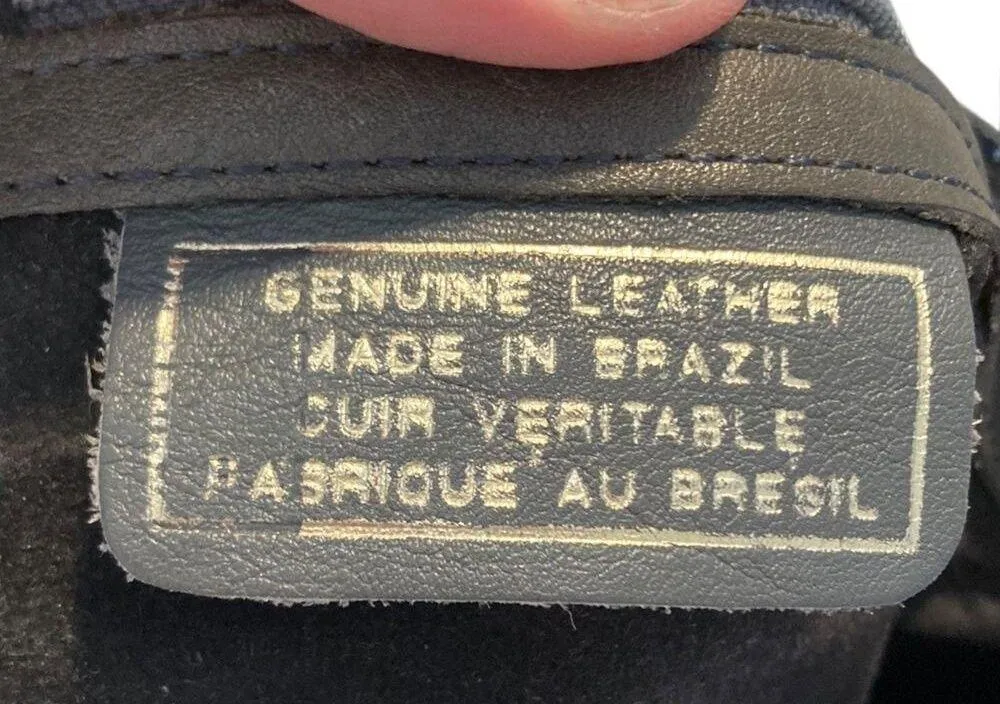 GENUINE LEATHER
MADE IN BRAZIL
CUIR VERITABLE
FABRIQUE AU BRESIL